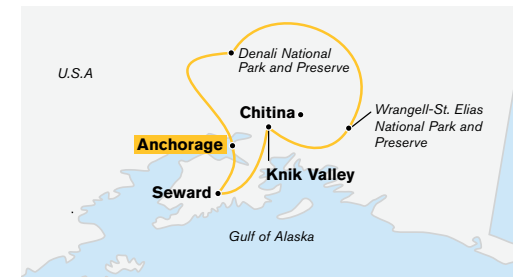 Denali National
Park and Preserve
U.S.A
Chitina
Wrangell-St. Elias
National Park and
Preserve
Anchorage
Knik Valley
Seward
Gulf of Alaska